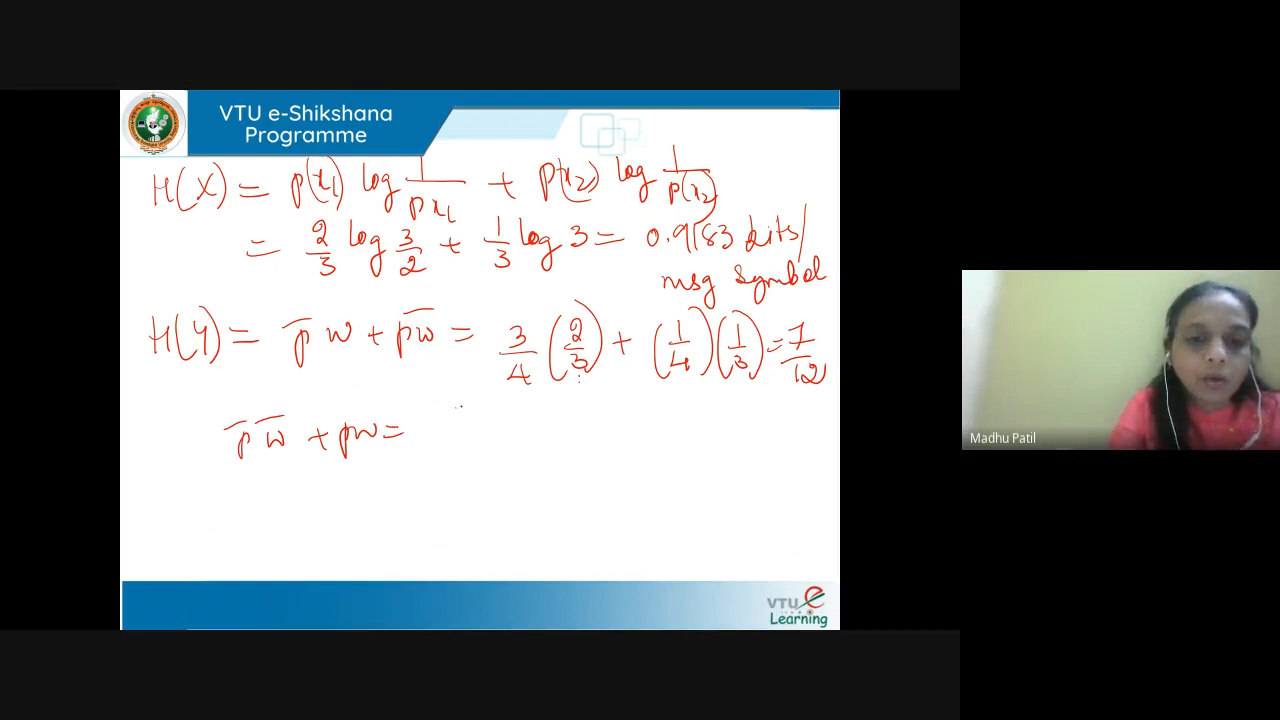 VTU e-Shikshana
Programme
H(X) = p(x1) log 1/px1 + p(x2) log 1/p(x2)
= 2/3 log 3/2 + 1/3 log 3 = 0.9183 bits/
msg symbol
H(Y) = p̅ w + p w̅ = 3/4 (2/3) + (1/4)(1/3) = 7/12
p̅ w̅ + pw =
Madhu Patil
VTU e
Learning